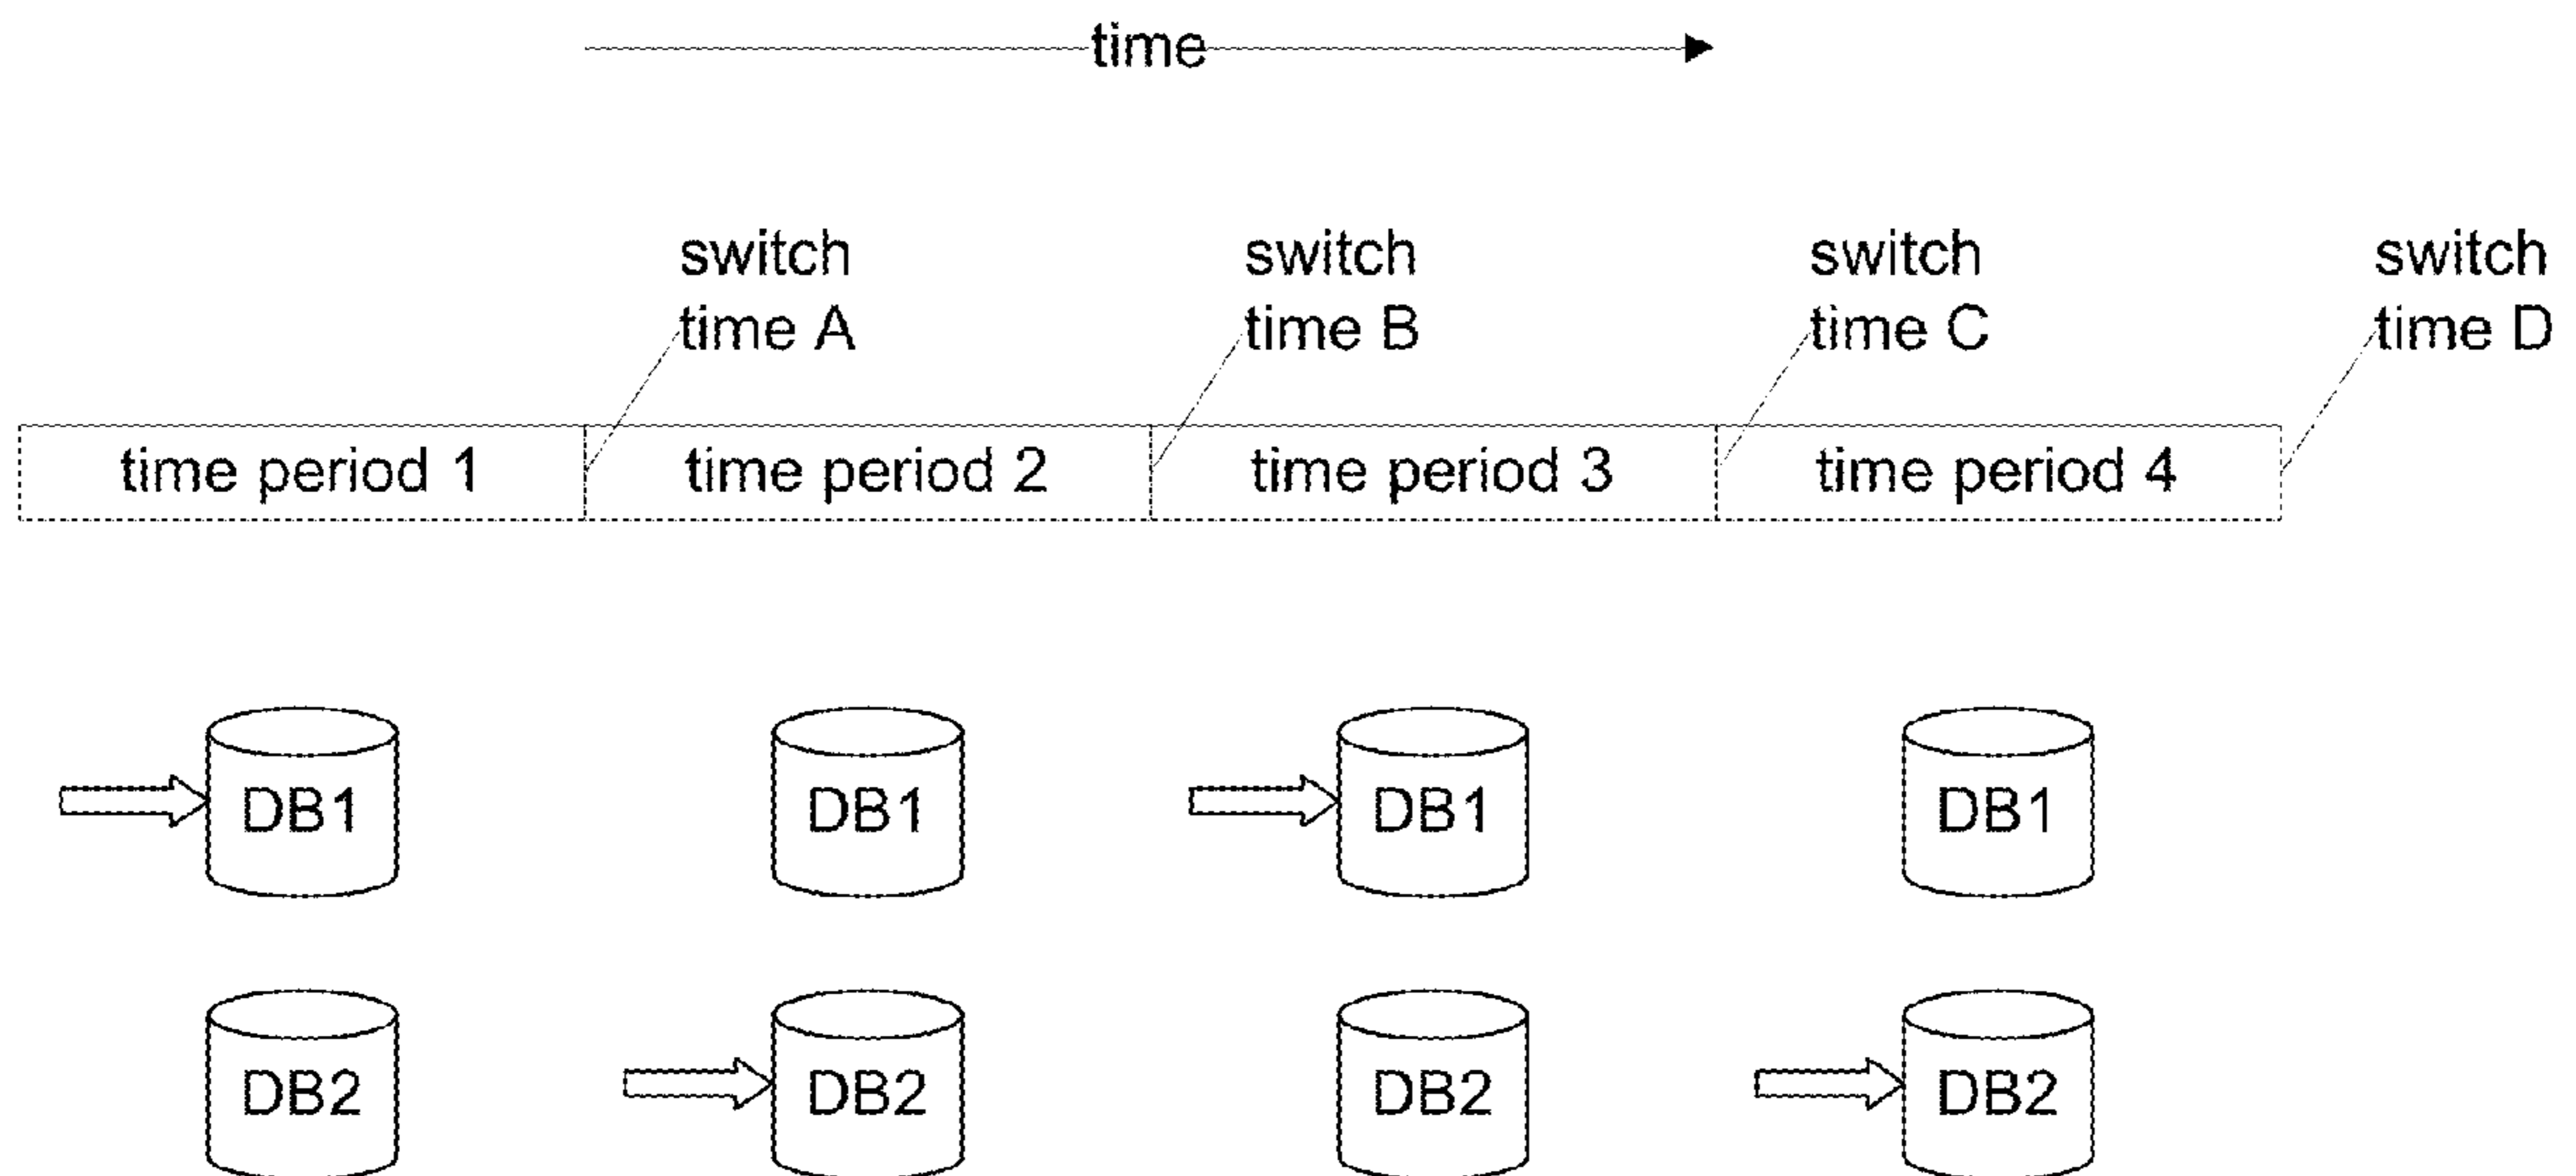 time
switch
time A
switch
time B
switch
time C
switch
time D
time period 1
time period 2
time period 3
time period 4
DB1
DB1
DB1
DB1
DB2
DB2
DB2
DB2